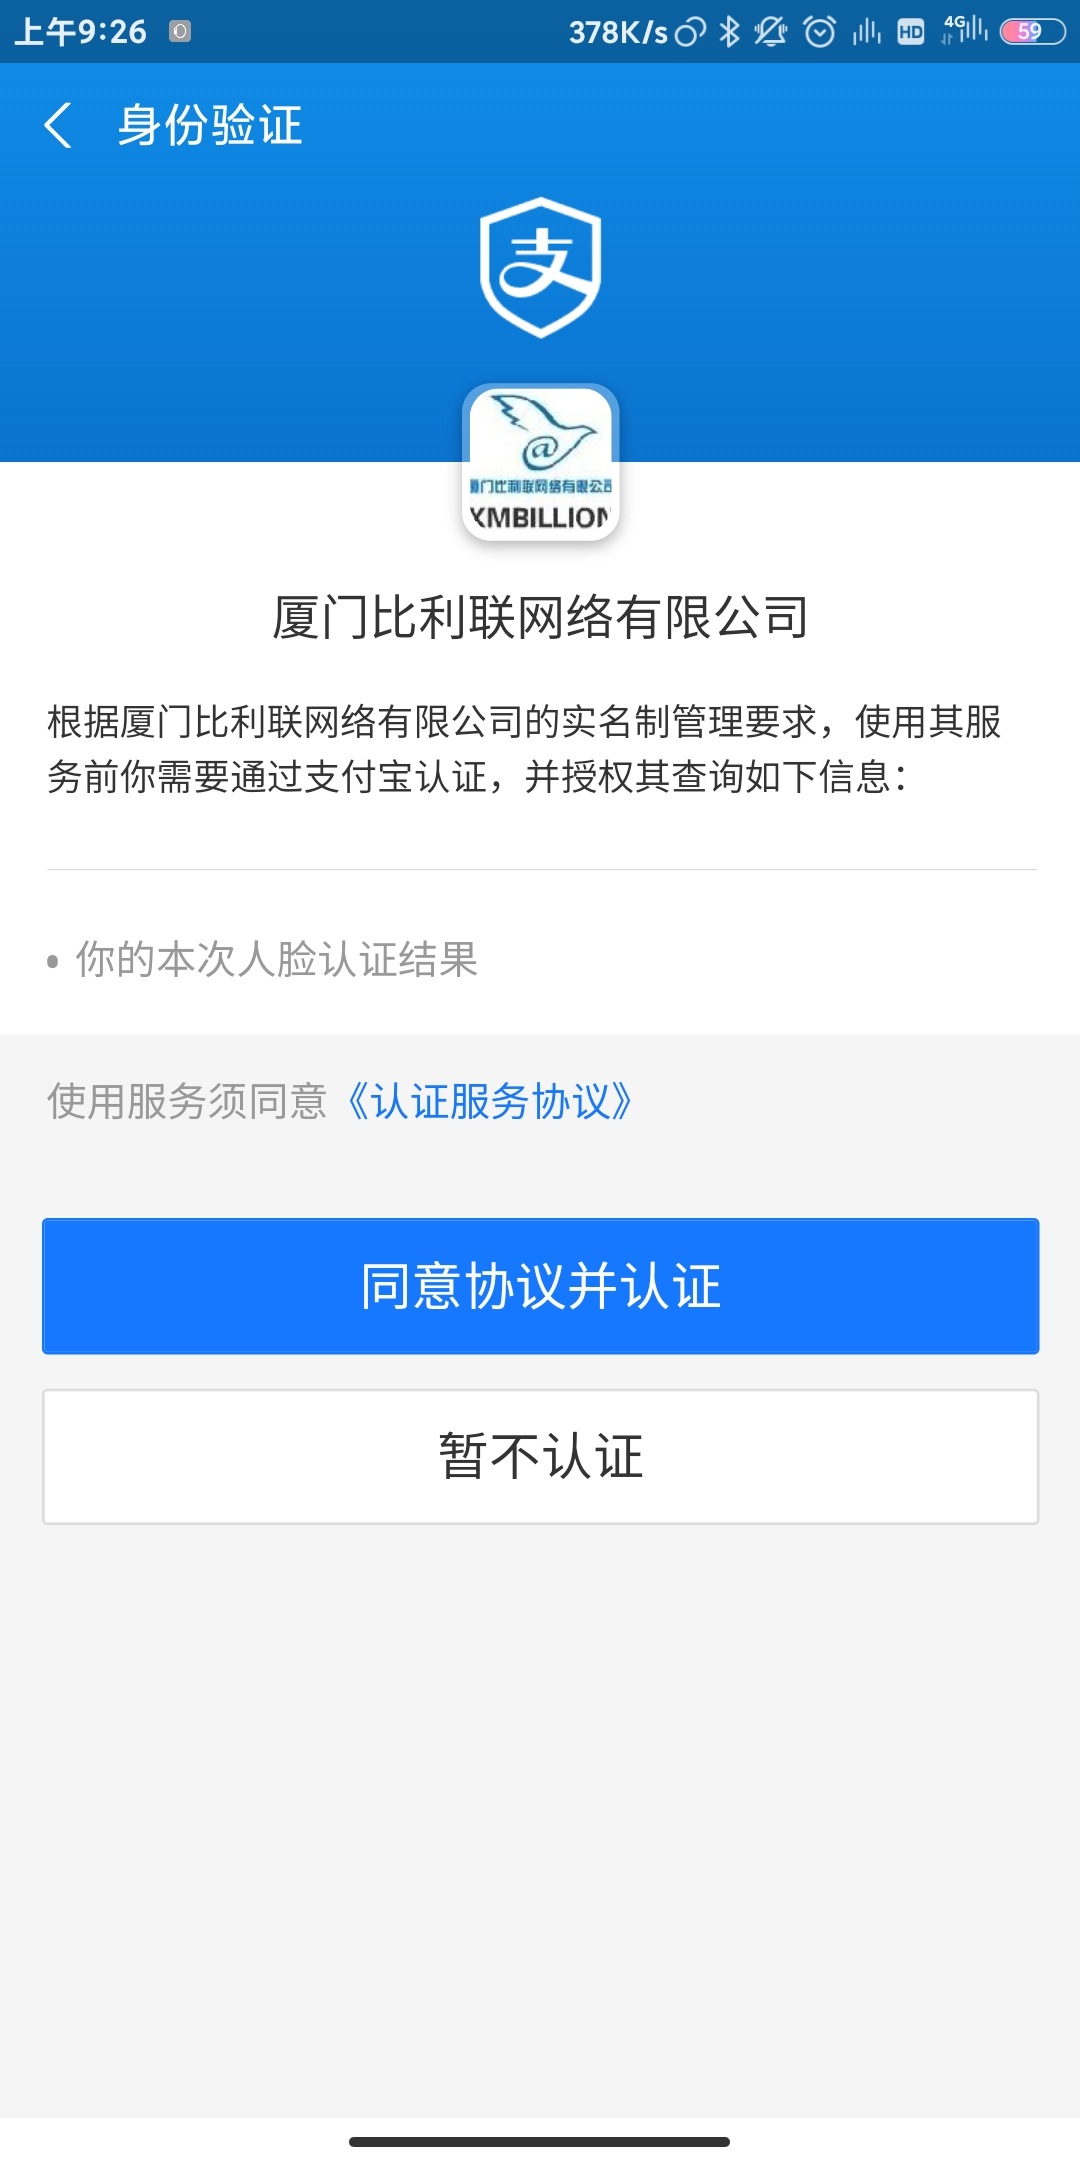 上午9:26
378K/s
HD
4G
59
身份验证
支
@
厦门比利联网络有限公司
XMBILLION
厦门比利联网络有限公司
根据厦门比利联网络有限公司的实名制管理要求，使用其服
务前你需要通过支付宝认证，并授权其查询如下信息：
• 你的本次人脸认证结果
使用服务须同意《认证服务协议》
同意协议并认证
暂不认证